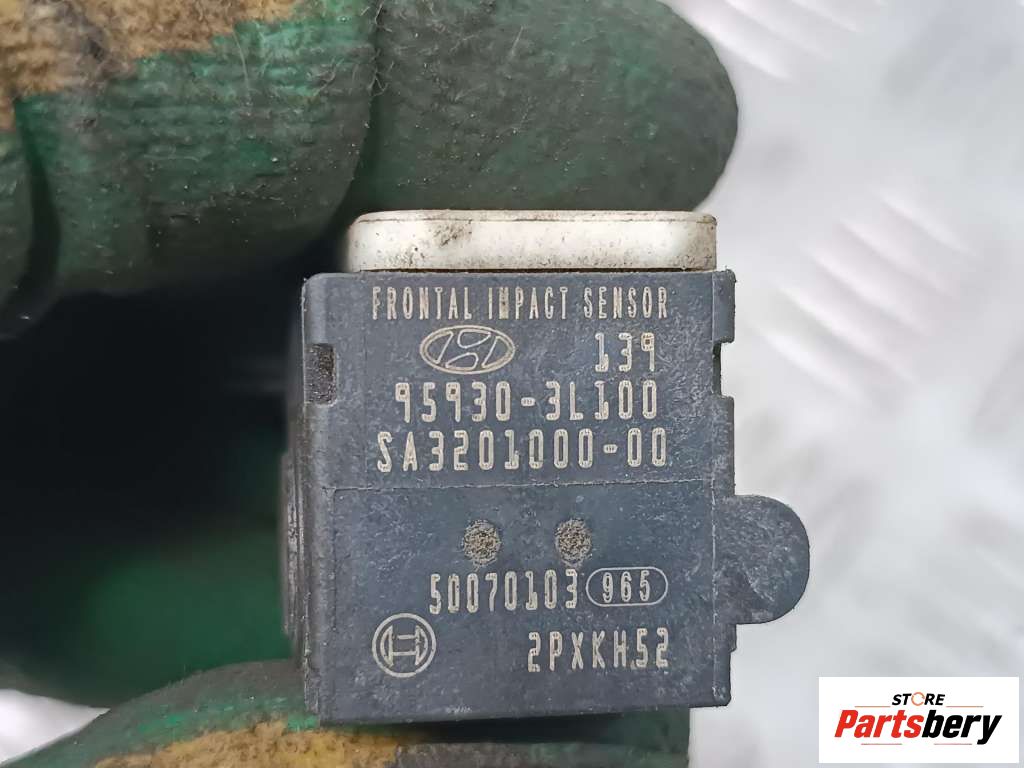 FRONTAL IMPACT SENSOR
139
95930-3L100
SA3201000-00
50070103 965
2PXKH52
STORE
Partsbery